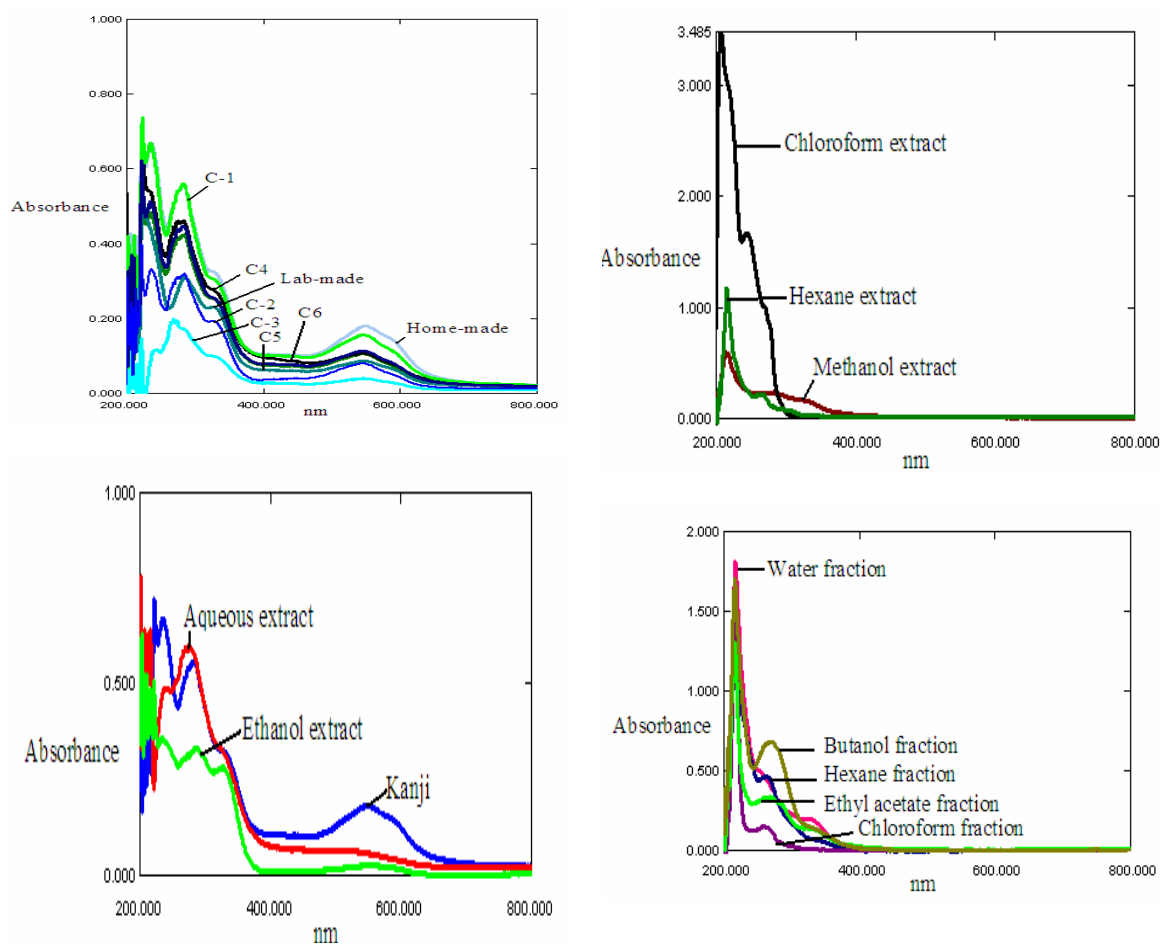 1.000
0.800
0.600
C-1
Absorbance
0.400
C4
Lab-made
C-2
0.200
C6
Home-made
C-3
C5
0.000
200.000 400.000 600.000 800.000
nm
3.485
3.000
Chloroform extract
2.000
Absorbance
Hexane extract
1.000
Methanol extract
0.000
200.000 400.000 600.000 800.000
nm
1.000
Aqueous extract
0.500
Ethanol extract
Absorbance
Kanji
0.000
200.000 400.000 600.000 800.000
nm
2.000
Water fraction
1.500
1.000
Absorbance
Butanol fraction
Hexane fraction
0.500
Ethyl acetate fraction
Chloroform fraction
0.000
200.000 400.000 600.000 800.000
nm